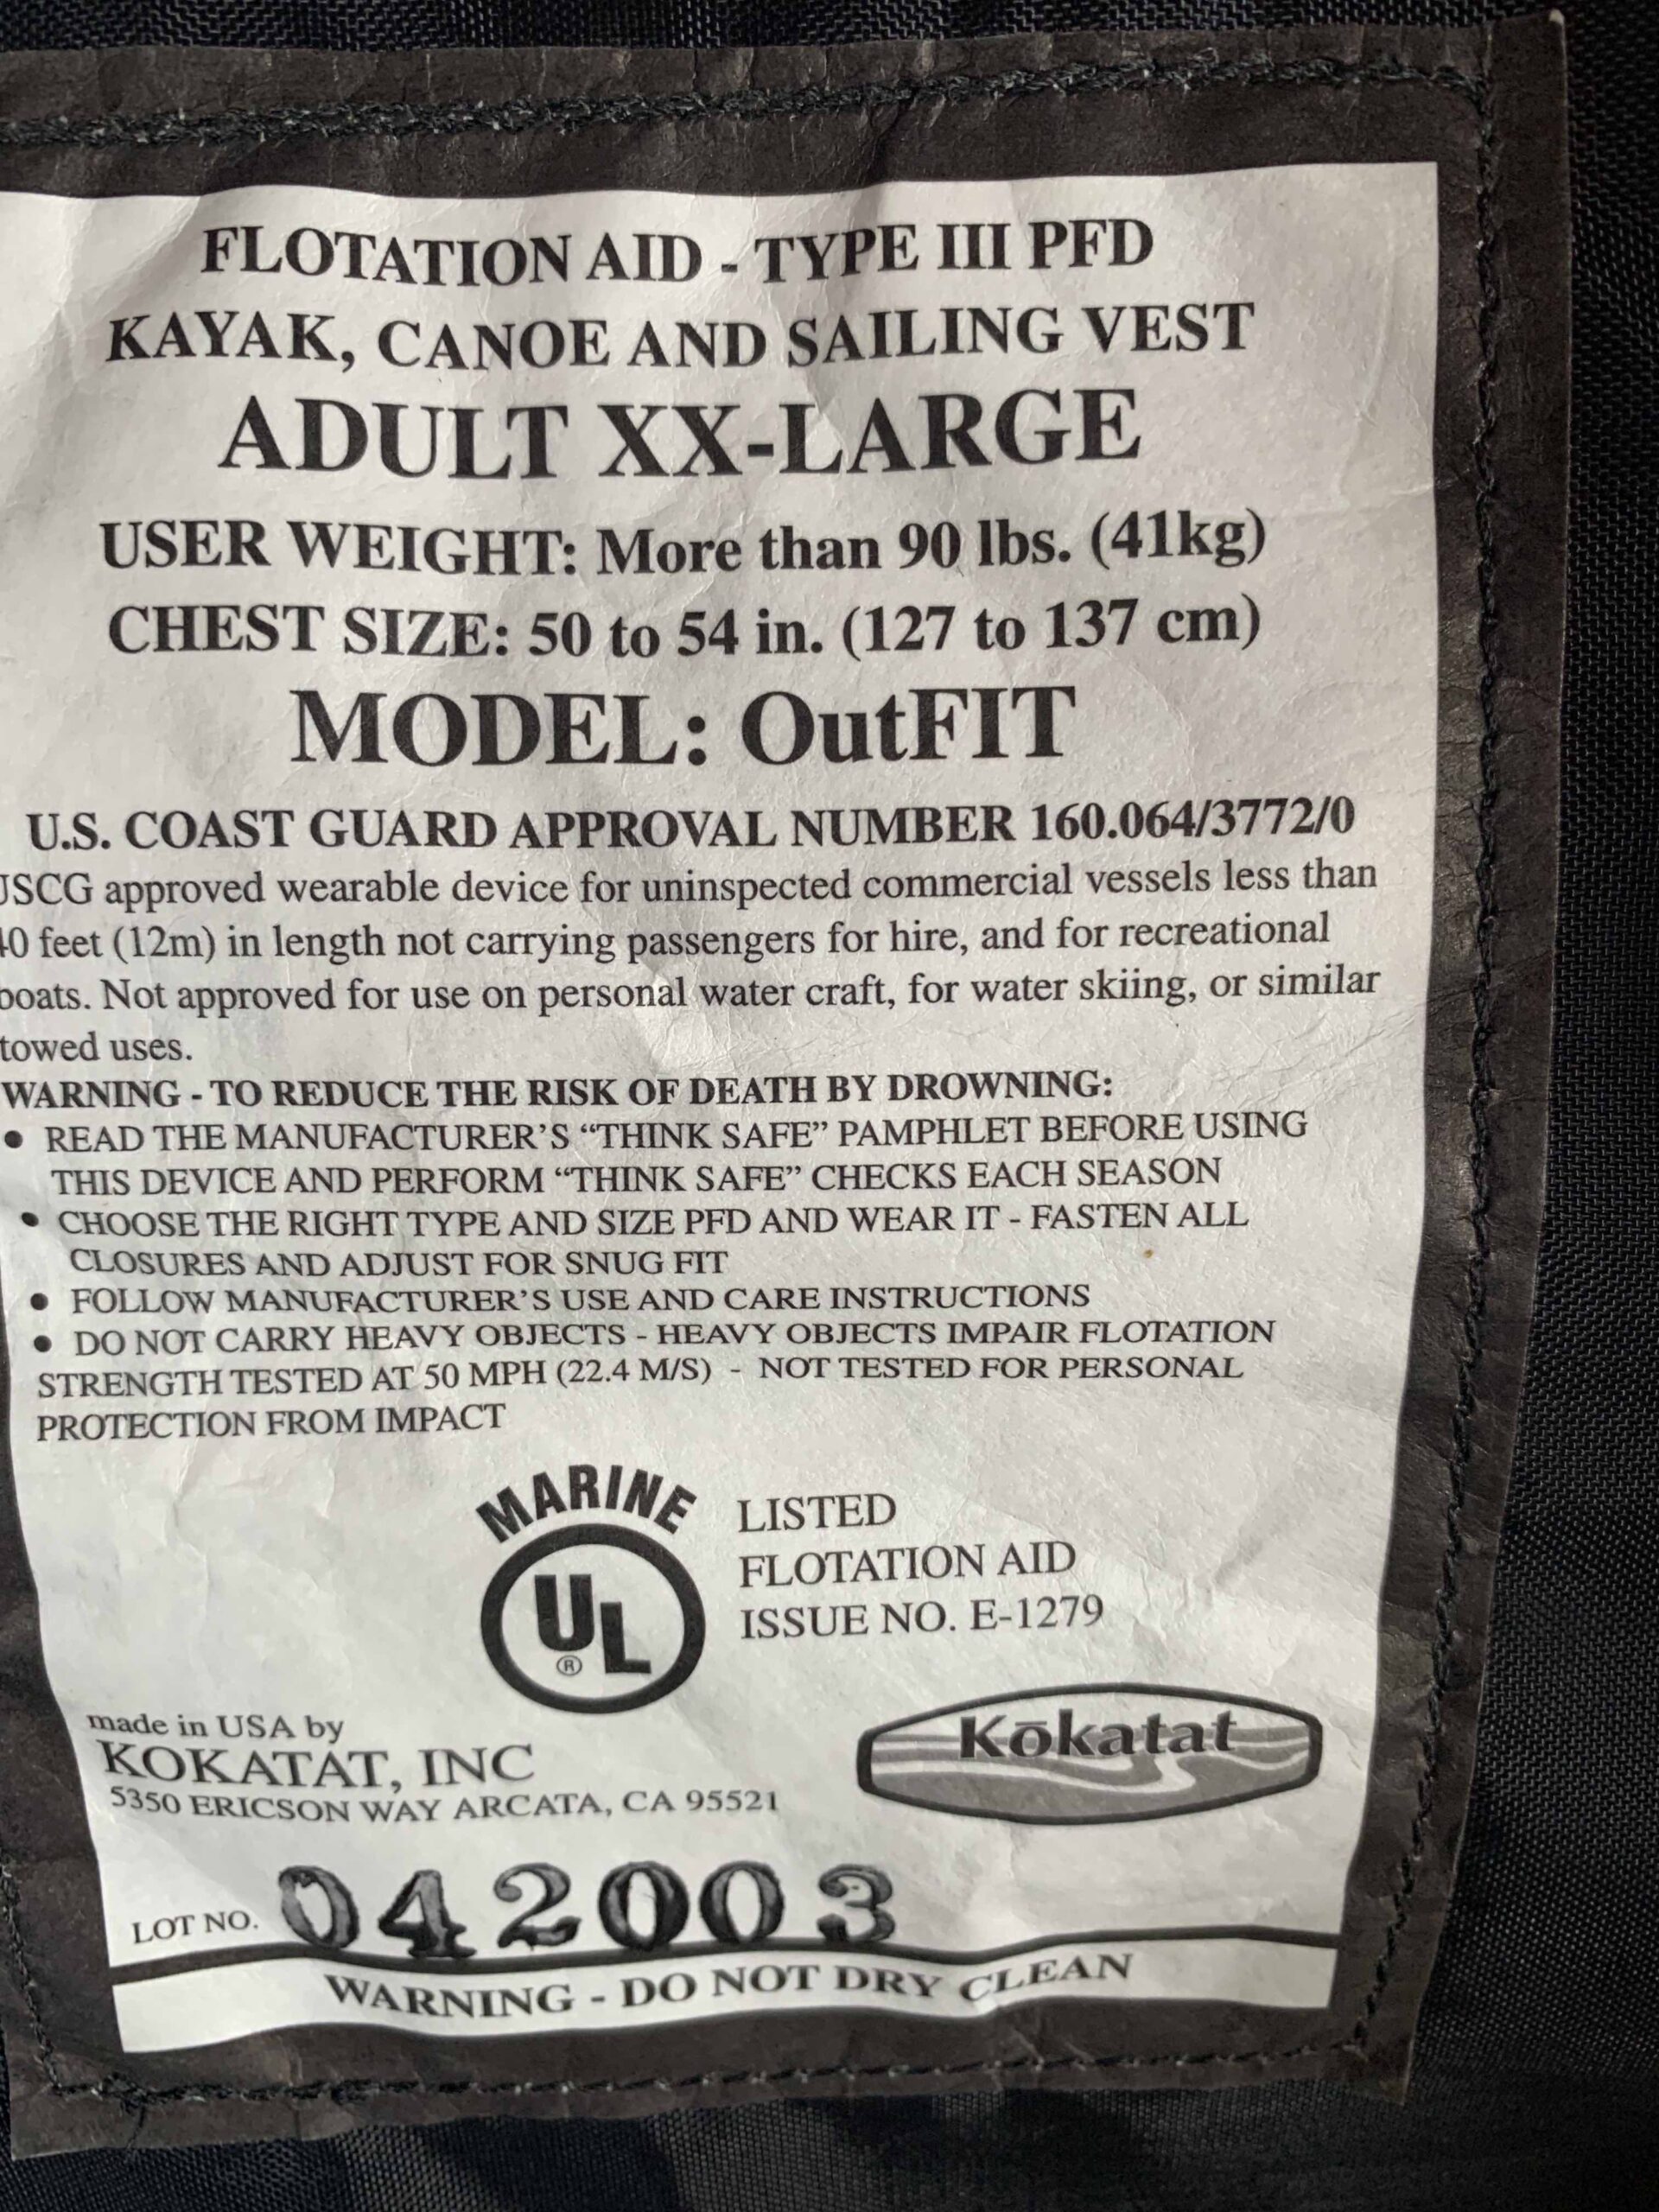 FLOTATION AID - TYPE III PFD
KAYAK, CANOE AND SAILING VEST
ADULT XX-LARGE
USER WEIGHT: More than 90 lbs. (41kg)
CHEST SIZE: 50 to 54 in. (127 to 137 cm)
MODEL: OutFIT
U.S. COAST GUARD APPROVAL NUMBER 160.064/3772/0
USCG approved wearable device for uninspected commercial vessels less than
40 feet (12m) in length not carrying passengers for hire, and for recreational
boats. Not approved for use on personal water craft, for water skiing, or similar
towed uses.
WARNING - TO REDUCE THE RISK OF DEATH BY DROWNING:
• READ THE MANUFACTURER'S “THINK SAFE” PAMPHLET BEFORE USING
THIS DEVICE AND PERFORM “THINK SAFE” CHECKS EACH SEASON
• CHOOSE THE RIGHT TYPE AND SIZE PFD AND WEAR IT - FASTEN ALL
CLOSURES AND ADJUST FOR SNUG FIT
• FOLLOW MANUFACTURER'S USE AND CARE INSTRUCTIONS
• DO NOT CARRY HEAVY OBJECTS - HEAVY OBJECTS IMPAIR FLOTATION
STRENGTH TESTED AT 50 MPH (22.4 M/S) - NOT TESTED FOR PERSONAL
PROTECTION FROM IMPACT
MARINE
UL
®
LISTED
FLOTATION AID
ISSUE NO. E-1279
made in USA by
KOKATAT, INC
5350 ERICSON WAY ARCATA, CA 95521
Kōkatat
LOT NO. 042003
WARNING - DO NOT DRY CLEAN